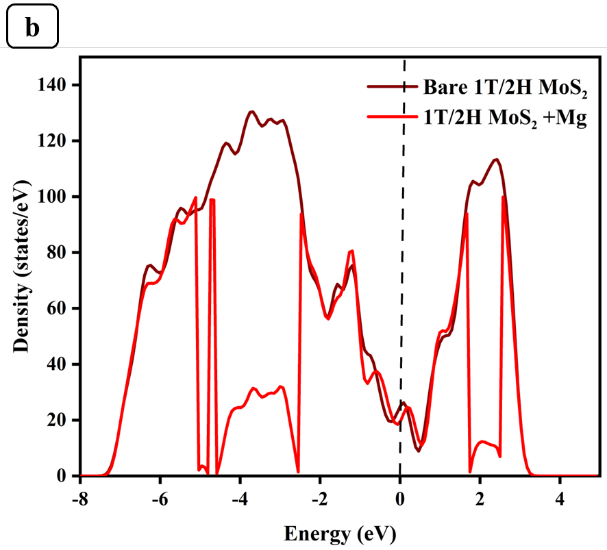 b
Bare 1T/2H MoS₂
1T/2H MoS₂ +Mg
Density (states/eV)
140
120
100
80
60
40
20
0
-8 -6 -4 -2 0 2 4
Energy (eV)